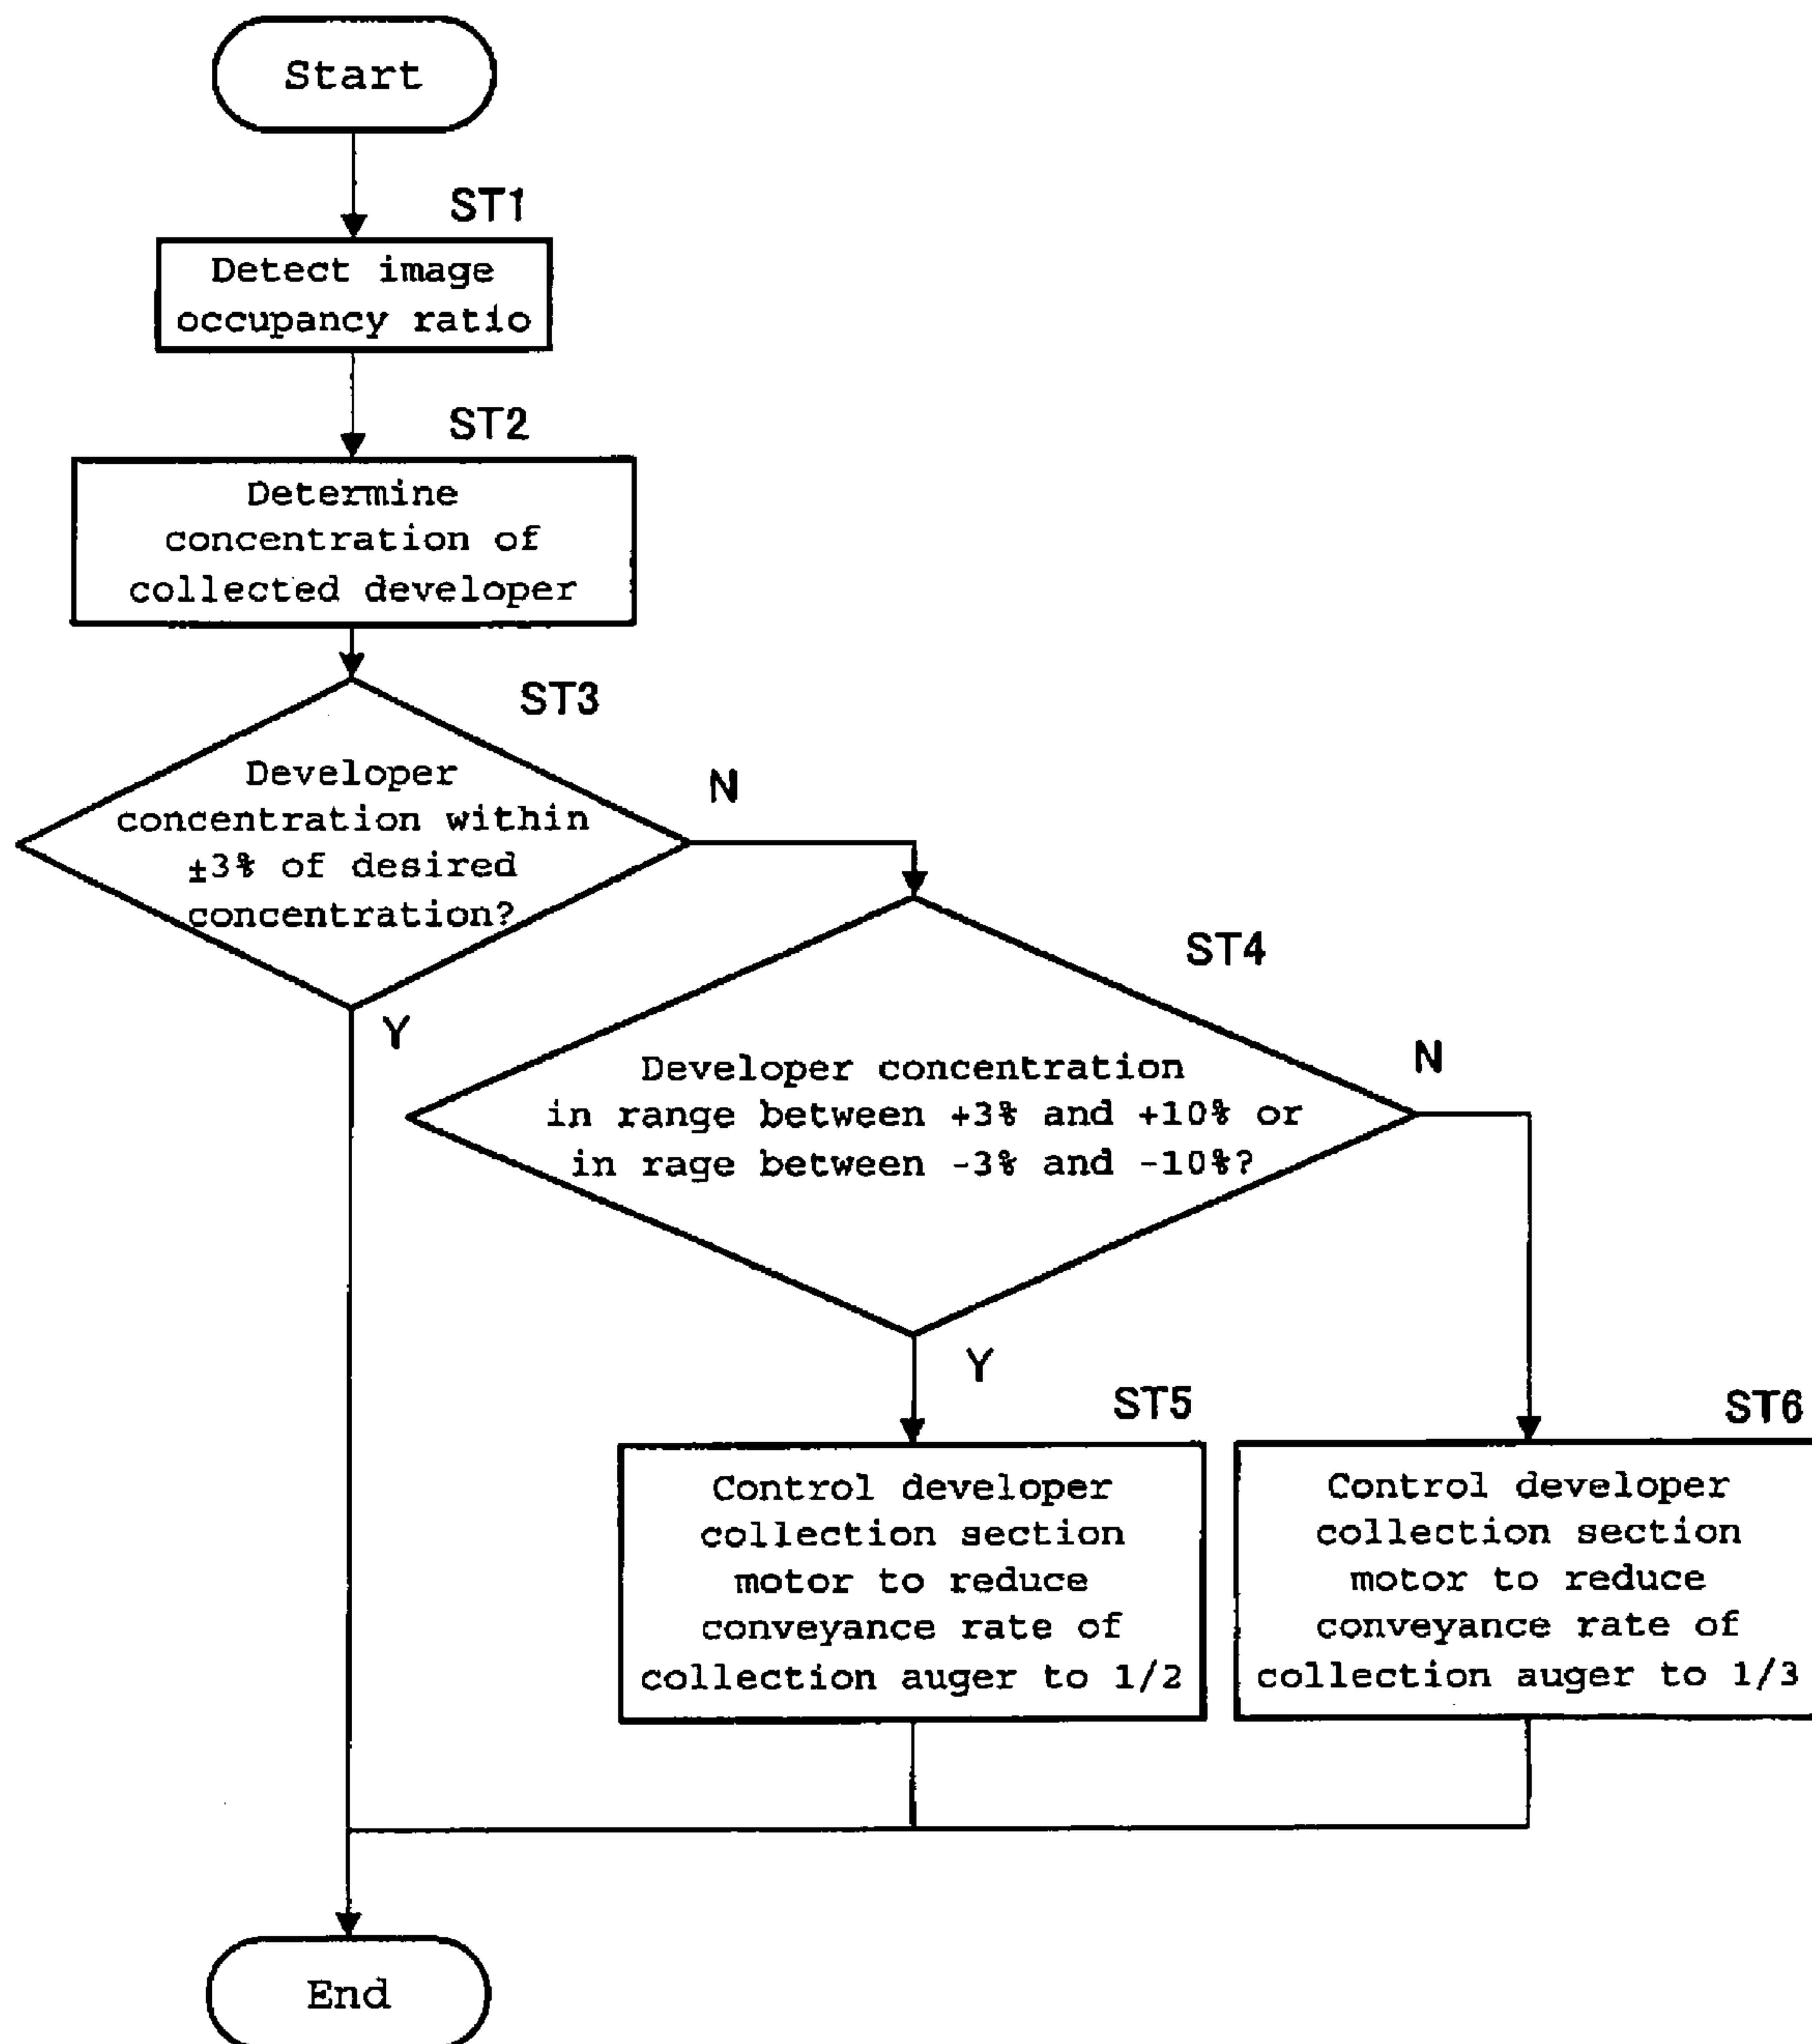 Start
ST1
Detect image
occupancy ratio
ST2
Determine
concentration of
collected developer
ST3
Developer
concentration within
±3% of desired
concentration?
N
Y
ST4
Developer concentration
in range between +3% and +10% or
in rage between -3% and -10%?
N
Y
ST5
Control developer
collection section
motor to reduce
conveyance rate of
collection auger to 1/2
ST6
Control developer
collection section
motor to reduce
conveyance rate of
collection auger to 1/3
End